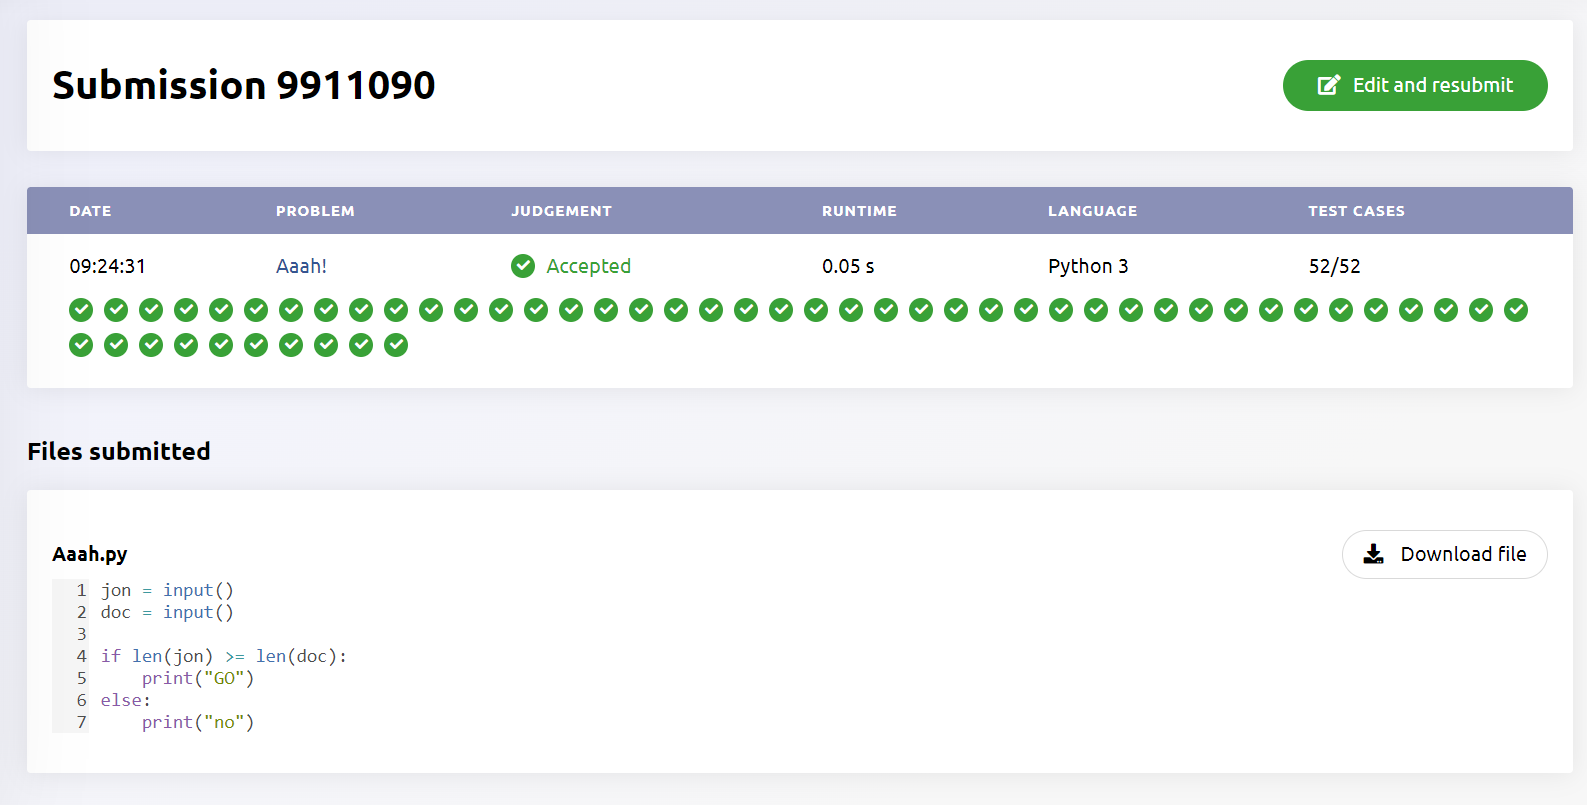 Submission 9911090
Edit and resubmit
DATE PROBLEM JUDGEMENT RUNTIME LANGUAGE TEST CASES
09:24:31 Aaah! Accepted 0.05 s Python 3 52/52
Files submitted
Aaah.py
Download file
1 jon = input()
2 doc = input()
3
4 if len(jon) >= len(doc):
5     print("GO")
6 else:
7     print("no")